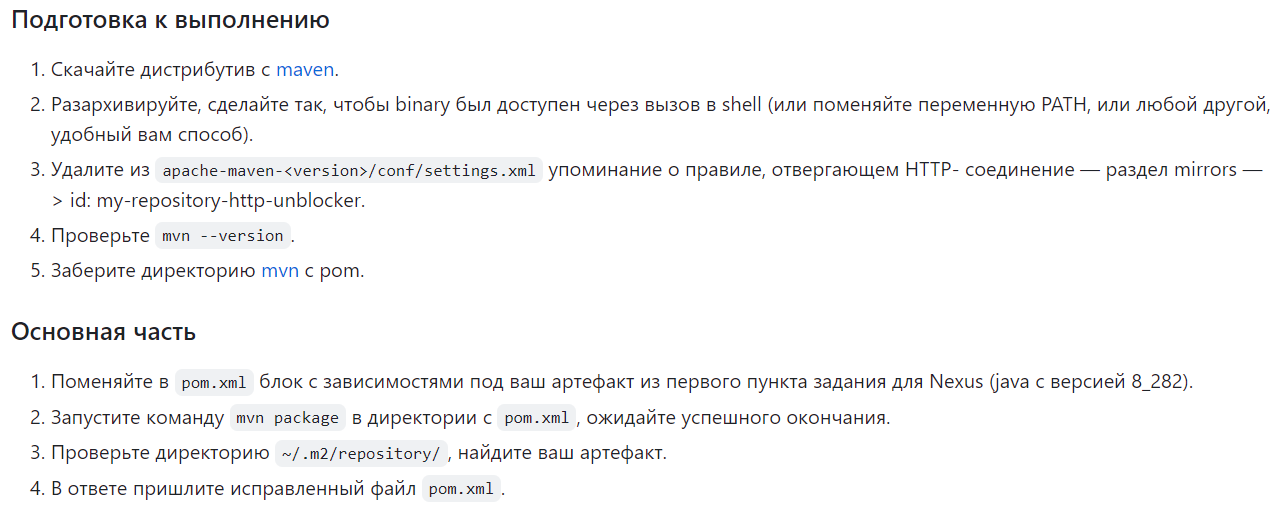 Подготовка к выполнению
1. Скачайте дистрибутив с maven.
2. Разархивируйте, сделайте так, чтобы binary был доступен через вызов в shell (или поменяйте переменную PATH, или любой другой,
удобный вам способ).
3. Удалите из apache-maven-<version>/conf/settings.xml упоминание о правиле, отвергающем HTTP- соединение — раздел mirrors —
> id: my-repository-http-unblocker.
4. Проверьте mvn --version.
5. Заберите директорию mvn с pom.
Основная часть
1. Поменяйте в pom.xml блок с зависимостями под ваш артефакт из первого пункта задания для Nexus (java с версией 8_282).
2. Запустите команду mvn package в директории с pom.xml, ожидайте успешного окончания.
3. Проверьте директорию ~/.m2/repository/, найдите ваш артефакт.
4. В ответе пришлите исправленный файл pom.xml.